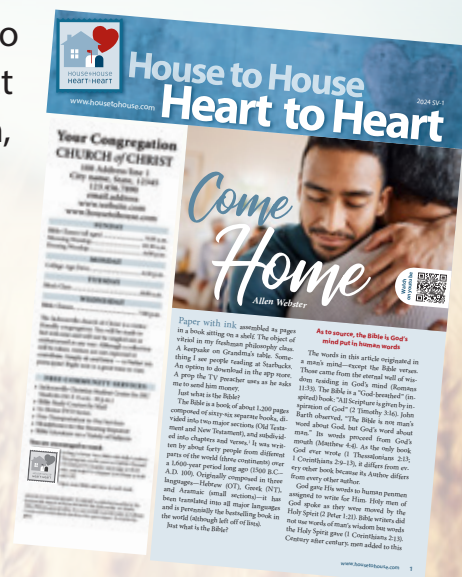 o
t
,
HOUSE to HOUSE
HEART to HEART
House to House
Heart to Heart
www.housetohouse.com
2024 SV-1
Your Congregation
CHURCH of CHRIST
100 Address line 1
City name, State, 12345
123.456.7890
email address
www.website.com
www.housetohouse.com
SUNDAY
MONDAY
TUESDAY
WEDNESDAY
Come
Home
Allen Webster
Watch
on youtu.be
Paper with ink assembled as pages
in a book sitting on a shelf. The object of
vitriol in my freshman philosophy class.
A keepsake on Grandma's table. Some-
thing I see people reading at Starbucks.
An option to download in the app store.
A prop the TV preacher uses as he asks
me to send him money.
Just what is the Bible?
The Bible is a book of about 1,200 pages
composed of sixty-six separate books, di-
vided into two major sections (Old Testa-
ment and New Testament), and subdivid-
ed into chapters and verses.¹ It was writ-
ten by about forty people from different
parts of the world (three continents) over
a 1,600-year period long ago (1500 B.C.–
A.D. 100). Originally composed in three
languages—Hebrew (OT), Greek (NT),
and Aramaic (small sections)—it has
been translated into all major languages
and is perennially the bestselling book in
the world (although left off of lists).
Just what is the Bible?
As to source, the Bible is God's
mind put in human words
The words in this article originated in
a man's mind—except the Bible verses.
Those came from the eternal well of wis-
dom residing in God's mind (Romans
11:33). The Bible is a "God-breathed" (in-
spired) book: "All Scripture is given by in-
spiration of God" (2 Timothy 3:16). John
Barth observed, "The Bible is not man's
word about God, but God's word about
man." Its words proceed from God's
mouth (Matthew 4:4). As the only book
God ever wrote (1 Thessalonians 2:13;
1 Corinthians 2:9–13), it differs from ev-
ery other book because its Author differs
from every other author.
God gave His words to human penmen
assigned to write for Him. Holy men of
God spoke as they were moved by the
Holy Spirit (2 Peter 1:21). Bible writers did
not use words of man's wisdom but words
the Holy Spirit gave (1 Corinthians 2:13).
Century after century, men added to this
www.housetohouse.com
1